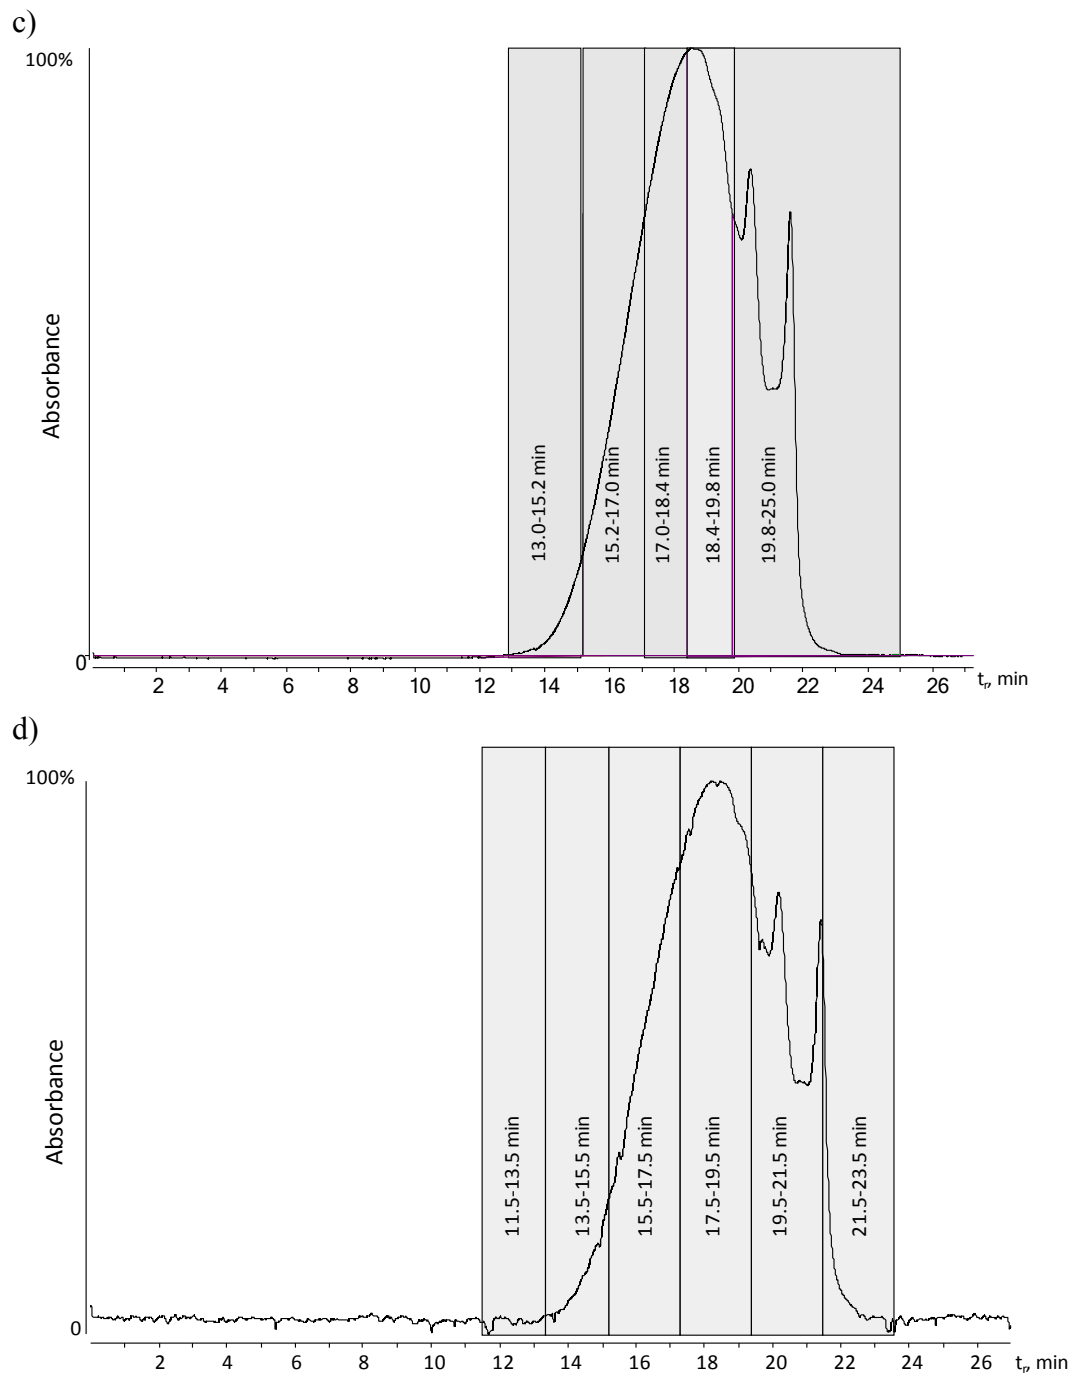 c)
100%
Absorbance
13.0-15.2 min
15.2-17.0 min
17.0-18.4 min
18.4-19.8 min
19.8-25.0 min
0
2 4 6 8 10 12 14 16 18 20 22 24 26 tr, min
d)
100%
Absorbance
11.5-13.5 min
13.5-15.5 min
15.5-17.5 min
17.5-19.5 min
19.5-21.5 min
21.5-23.5 min
0
2 4 6 8 10 12 14 16 18 20 22 24 26 tr, min